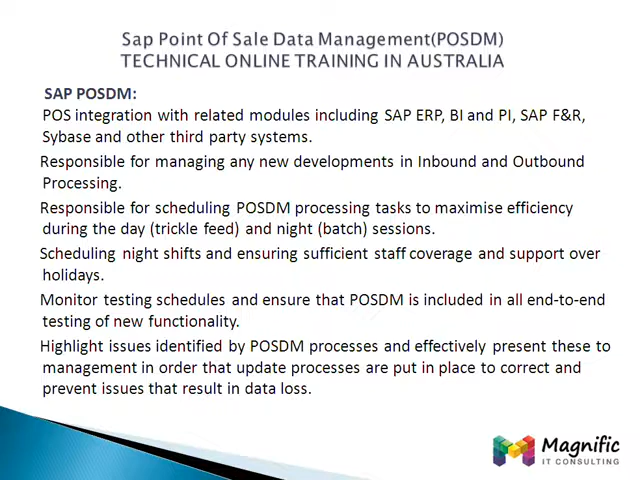 Sap Point Of Sale Data Management(POSDM)
TECHNICAL ONLINE TRAINING IN AUSTRALIA
SAP POSDM:
POS integration with related modules including SAP ERP, BI and PI, SAP F&R,
Sybase and other third party systems.
Responsible for managing any new developments in Inbound and Outbound
Processing.
Responsible for scheduling POSDM processing tasks to maximise efficiency
during the day (trickle feed) and night (batch) sessions.
Scheduling night shifts and ensuring sufficient staff coverage and support over
holidays.
Monitor testing schedules and ensure that POSDM is included in all end-to-end
testing of new functionality.
Highlight issues identified by POSDM processes and effectively present these to
management in order that update processes are put in place to correct and
prevent issues that result in data loss.
Magnific
IT CONSULTING